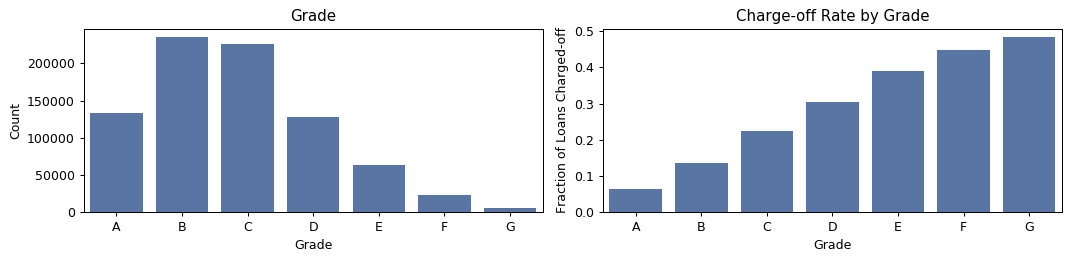 Grade
Count
200000
150000
100000
50000
0
A B C D E F G
Grade
Charge-off Rate by Grade
Fraction of Loans Charged-off
0.5
0.4
0.3
0.2
0.1
0.0
A B C D E F G
Grade